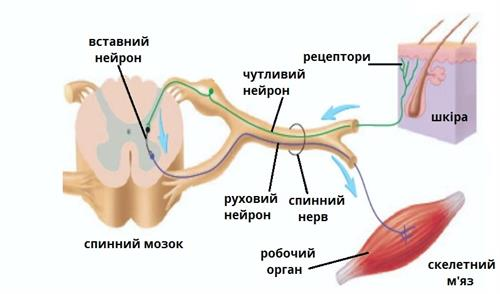 вставний
нейрон
рецептори
чутливий
нейрон
шкіра
руховий
нейрон
спинний
нерв
спинний мозок
робочий
орган
скелетний
м'яз